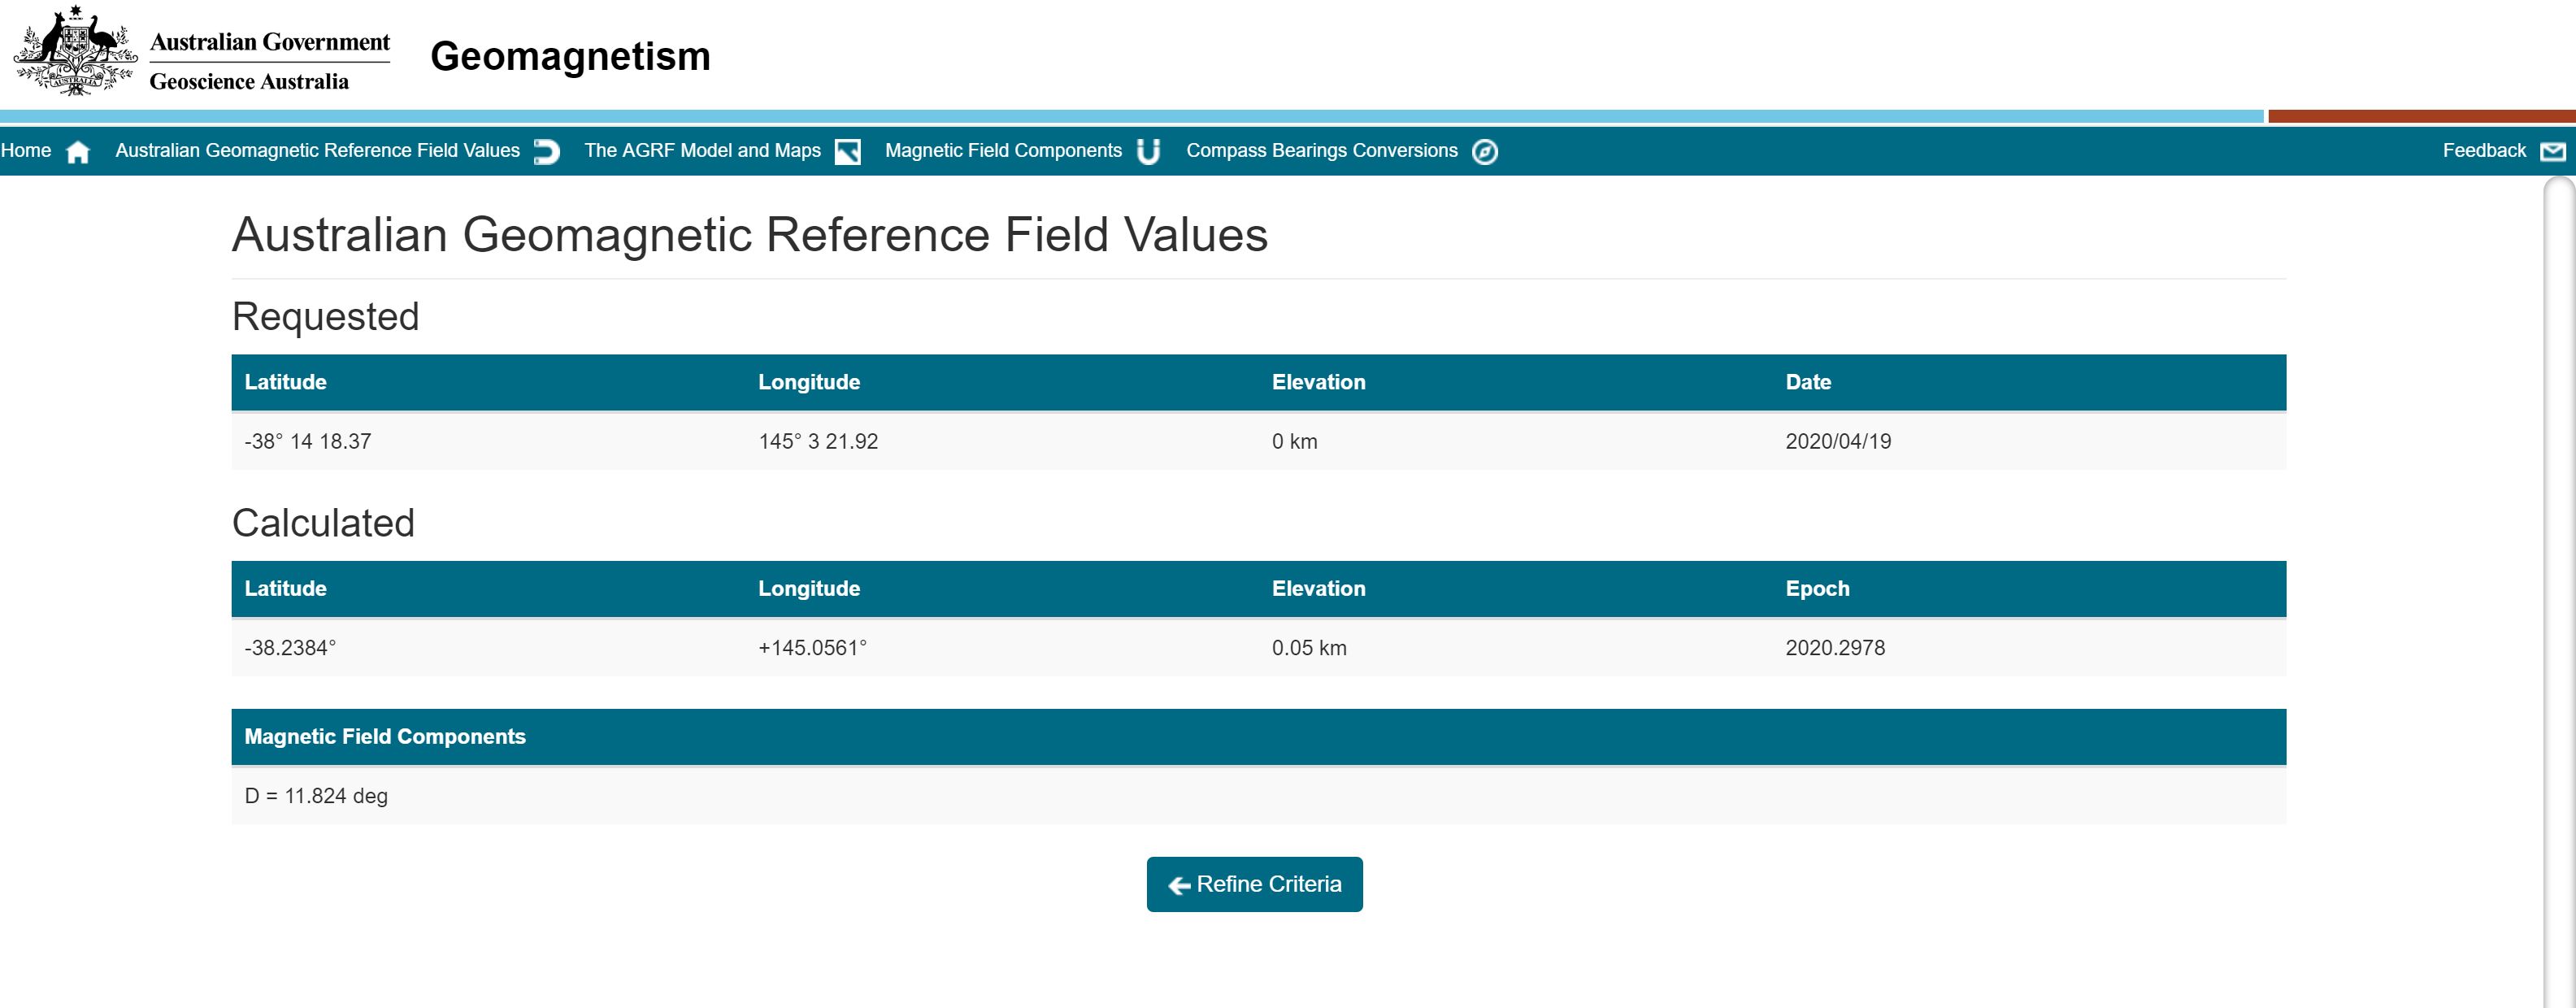 Australian Government
Geoscience Australia
AUSTRALIA
Geomagnetism
Home Australian Geomagnetic Reference Field Values The AGRF Model and Maps Magnetic Field Components Compass Bearings Conversions Feedback
Australian Geomagnetic Reference Field Values
Requested
Latitude Longitude Elevation Date
-38° 14 18.37 145° 3 21.92 0 km 2020/04/19
Calculated
Latitude Longitude Elevation Epoch
-38.2384° +145.0561° 0.05 km 2020.2978
Magnetic Field Components
D = 11.824 deg
Refine Criteria